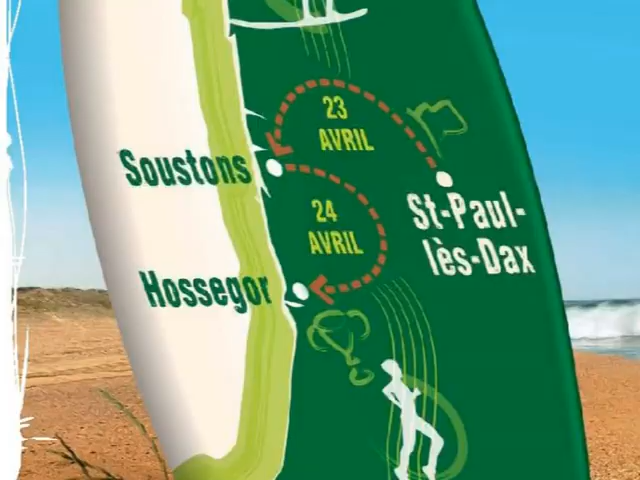 23
AVRIL
Soustons
St-Paul-
lès-Dax
24
AVRIL
Hossegor